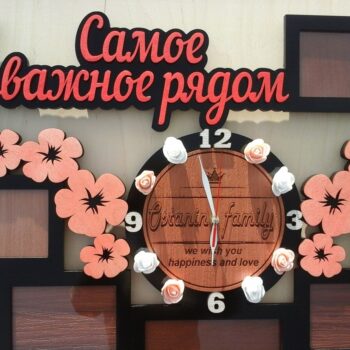 Самое
важное рядом
12
9 3
Ostanin family
we wish you
happiness and love
6